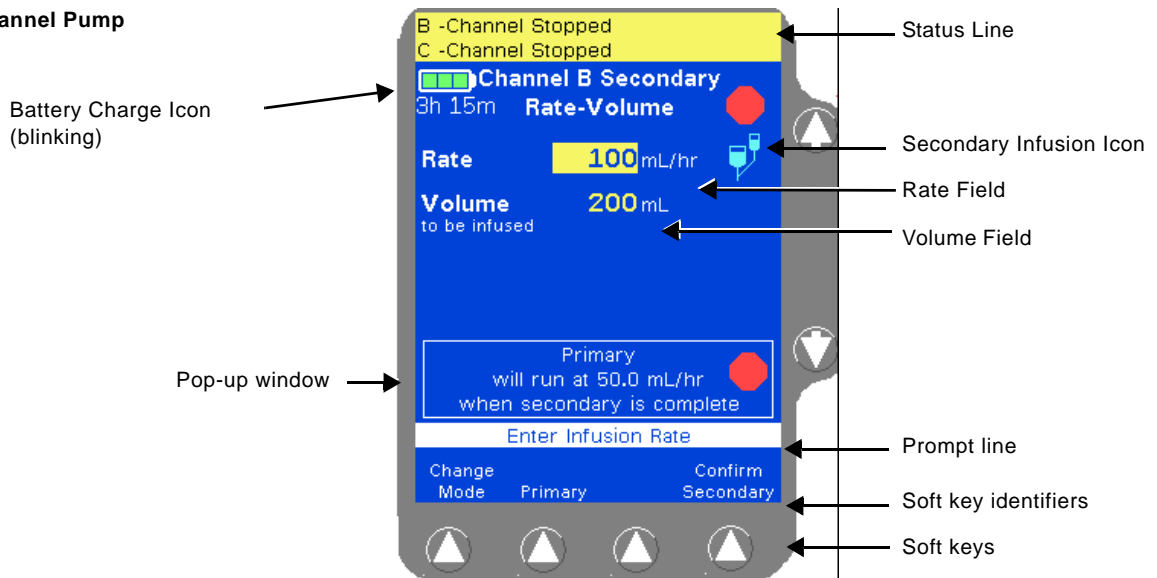 annel Pump
B -Channel Stopped
C -Channel Stopped
Status Line
Channel B Secondary
3h 15m Rate-Volume
Battery Charge Icon
(blinking)
Secondary Infusion Icon
Rate 100 mL/hr
Rate Field
Volume 200 mL
to be infused
Volume Field
Primary
will run at 50.0 mL/hr
when secondary is complete
Pop-up window
Enter Infusion Rate
Prompt line
Change
Mode
Primary
Confirm
Secondary
Soft key identifiers
Soft keys